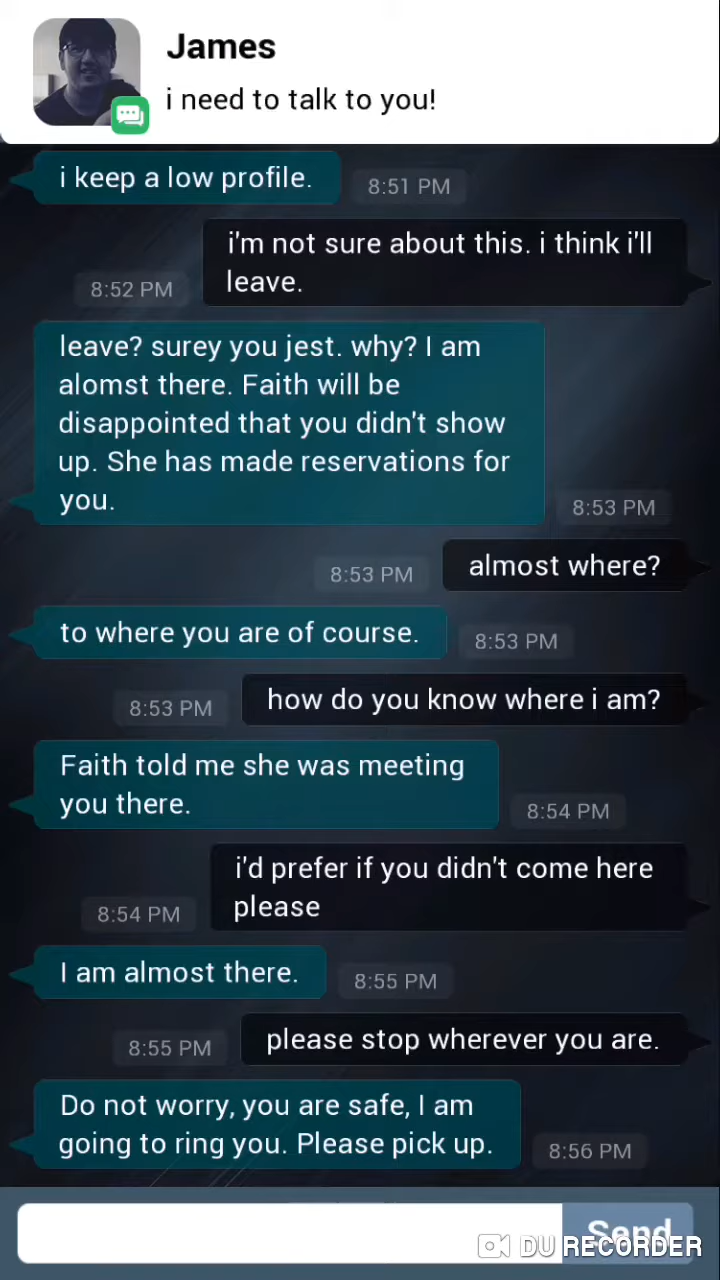 James
i need to talk to you!
i keep a low profile.
8:51 PM
i'm not sure about this. i think i'll
leave.
8:52 PM
leave? surey you jest. why? I am
alomst there. Faith will be
disappointed that you didn't show
up. She has made reservations for
you.
8:53 PM
almost where?
8:53 PM
to where you are of course.
8:53 PM
how do you know where i am?
8:53 PM
Faith told me she was meeting
you there.
8:54 PM
i'd prefer if you didn't come here
please
8:54 PM
I am almost there.
8:55 PM
please stop wherever you are.
8:55 PM
Do not worry, you are safe, I am
going to ring you. Please pick up.
8:56 PM
Send
DU RECORDER